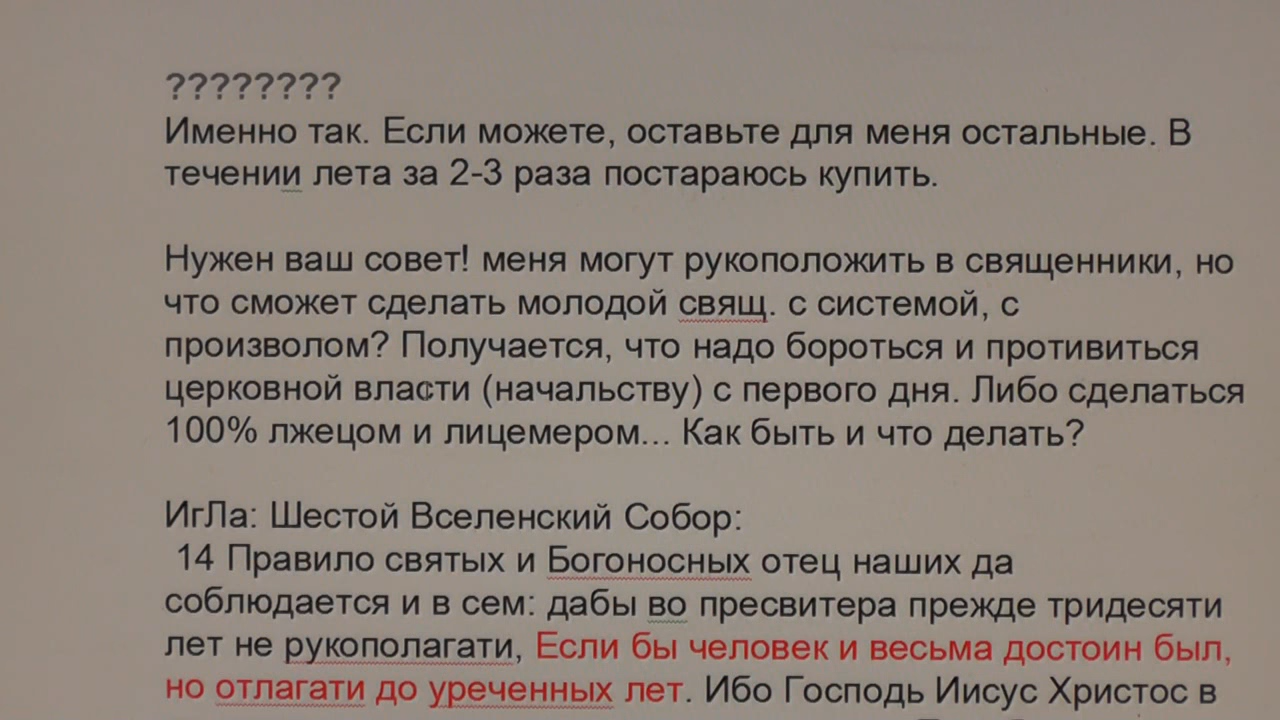 ????????
Именно так. Если можете, оставьте для меня остальные. В
течении лета за 2-3 раза постараюсь купить.
Нужен ваш совет! меня могут рукоположить в священники, но
что сможет сделать молодой свящ. с системой, с
произволом? Получается, что надо бороться и противиться
церковной власти (начальству) с первого дня. Либо сделаться
100% лжецом и лицемером... Как быть и что делать?
ИгЛа: Шестой Вселенский Собор:
14 Правило святых и Богоносных отец наших да
соблюдается и в сем: дабы во пресвитера прежде тридесяти
лет не рукополагати, Если бы человек и весьма достоин был,
но отлагати до уреченных лет. Ибо Господь Иисус Христос в